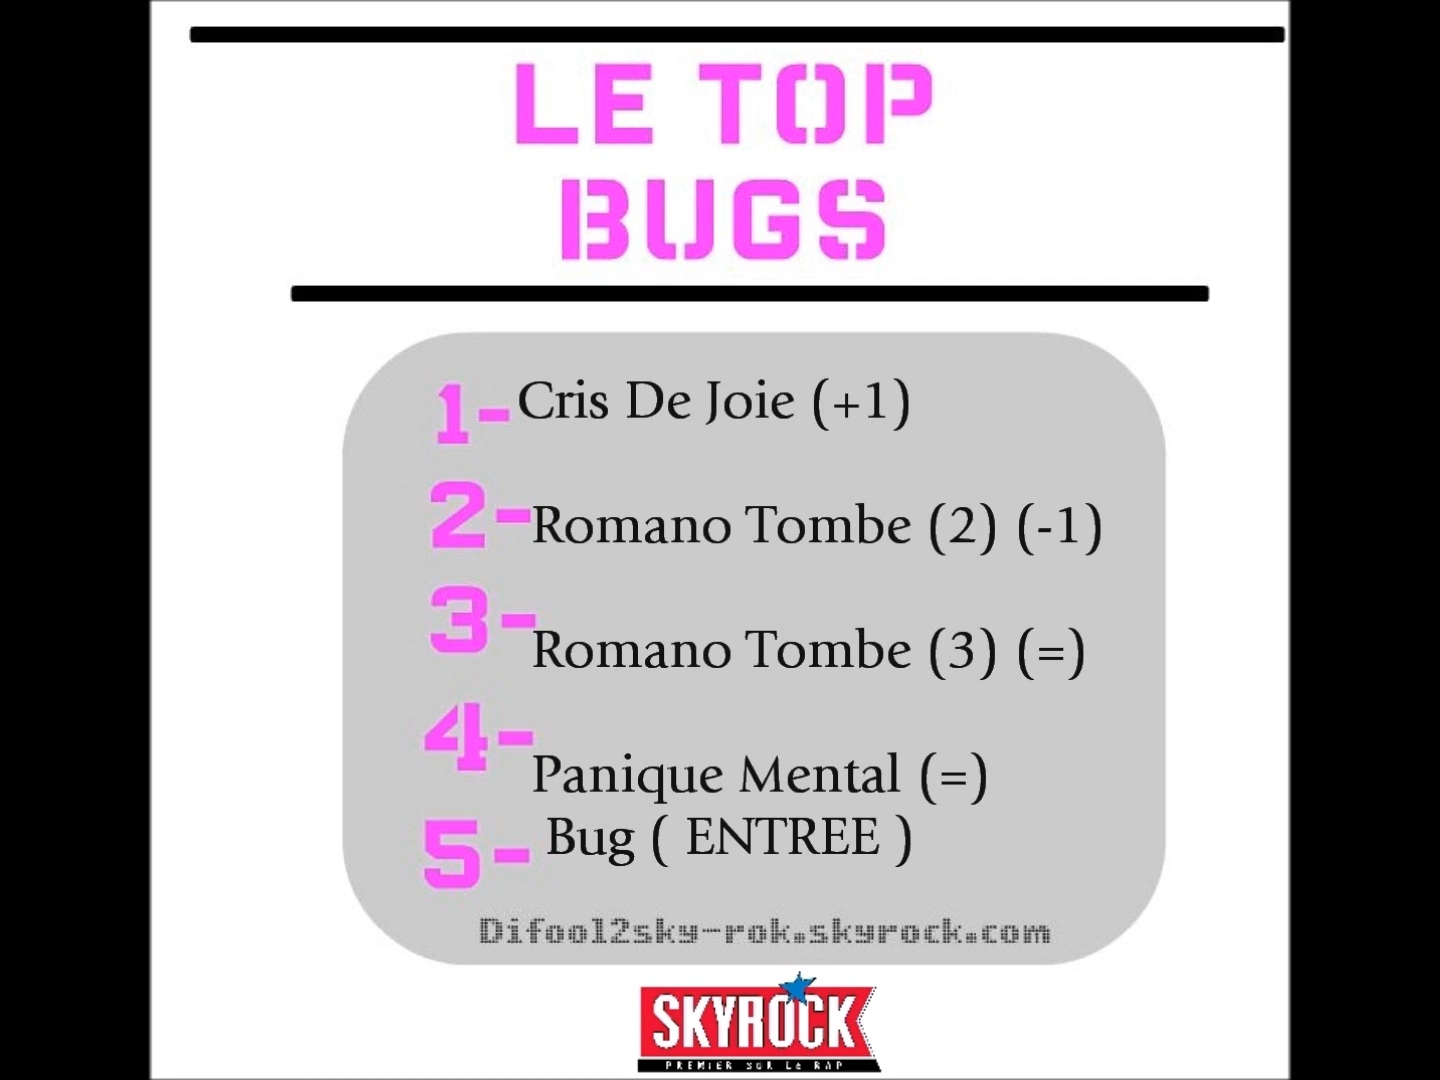 LE TOP
BUGS
1- Cris De Joie (+1)
2- Romano Tombe (2) (-1)
3- Romano Tombe (3) (=)
4- Panique Mental (=)
5- Bug ( ENTREE )
Difool2sky-rok.skyrock.com
SKYROCK
PREMIER SUR LE RAP